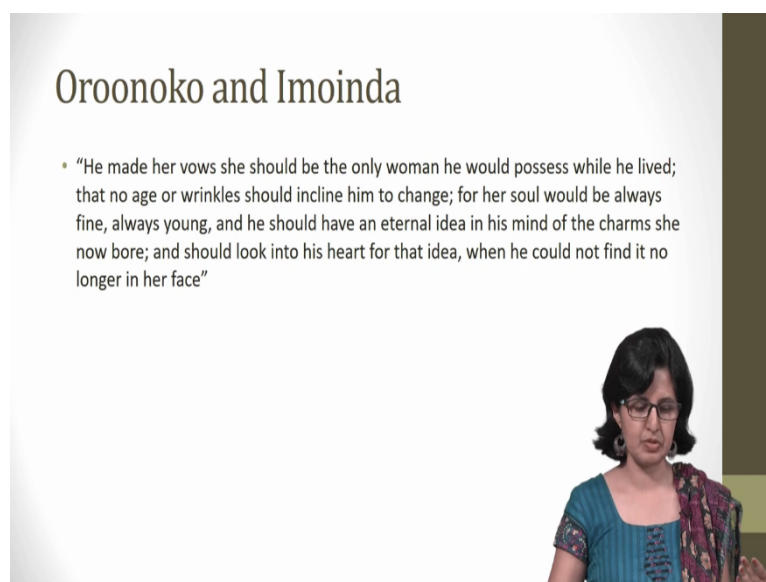 Oroonoko and Imoinda
• “He made her vows she should be the only woman he would possess while he lived;
that no age or wrinkles should incline him to change; for her soul would be always
fine, always young, and he should have an eternal idea in his mind of the charms she
now bore; and should look into his heart for that idea, when he could not find it no
longer in her face”